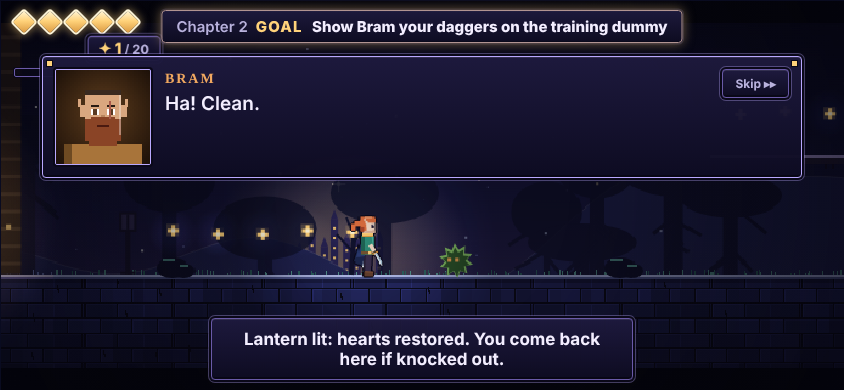 Chapter 2 GOAL Show Bram your daggers on the training dummy
1 / 20
BRAM
Skip
Ha! Clean.
Lantern lit: hearts restored. You come back
here if knocked out.